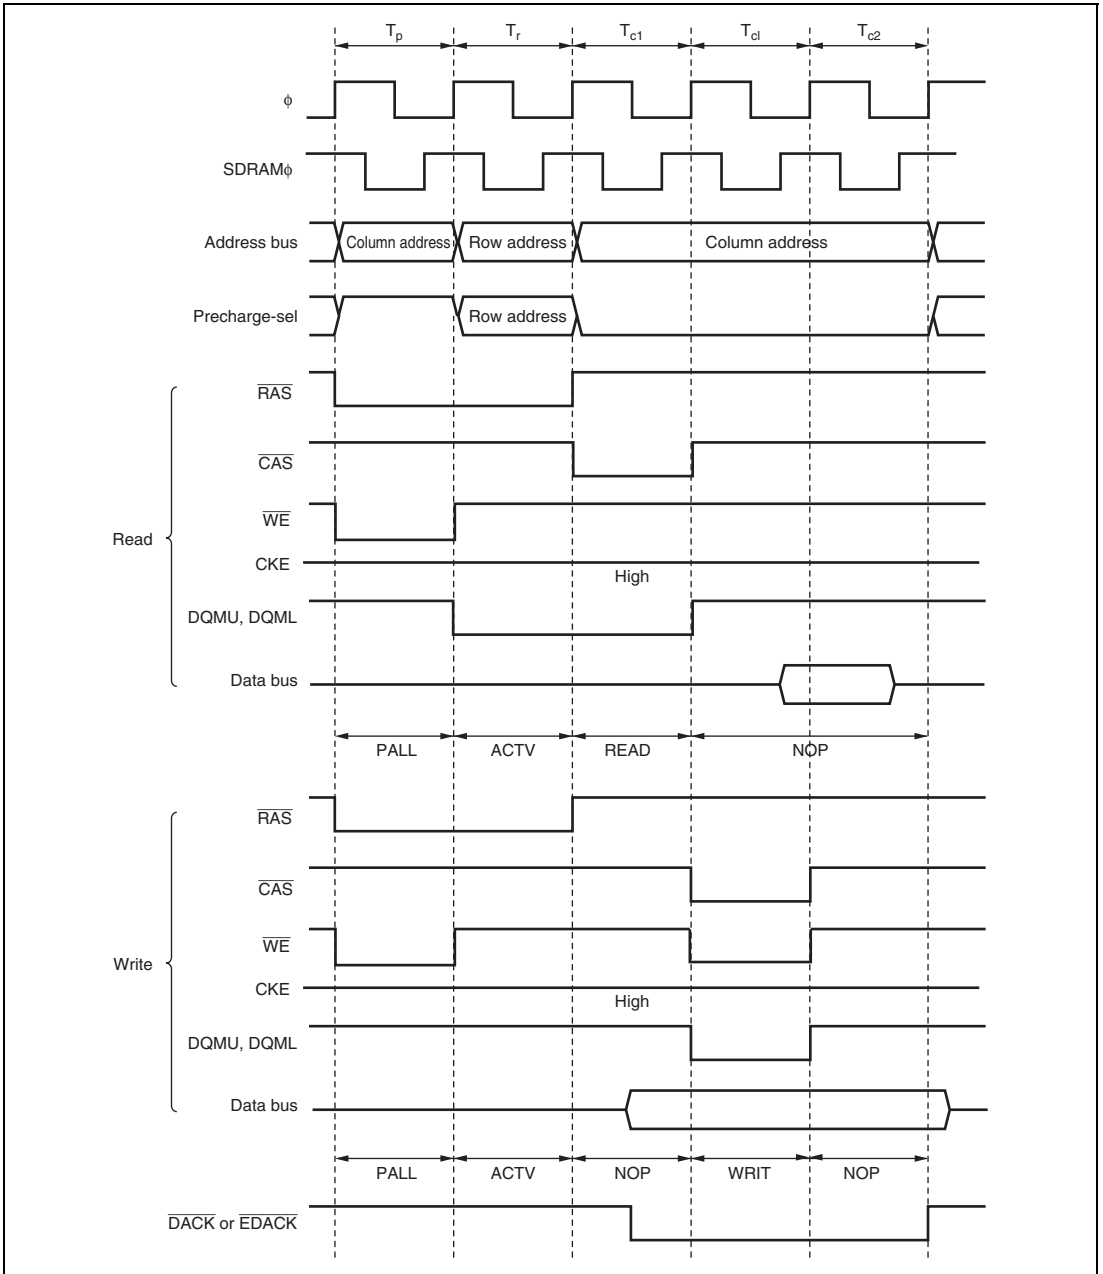 Tp Tr Tc1 Tcl Tc2
ϕ
SDRAMϕ
Address bus Column address Row address Column address
Precharge-sel Row address
RAS
CAS
WE
Read
CKE High
DQMU, DQML
Data bus
PALL ACTV READ NOP
RAS
CAS
WE
Write
CKE High
DQMU, DQML
Data bus
PALL ACTV NOP WRIT NOP
DACK or EDACK